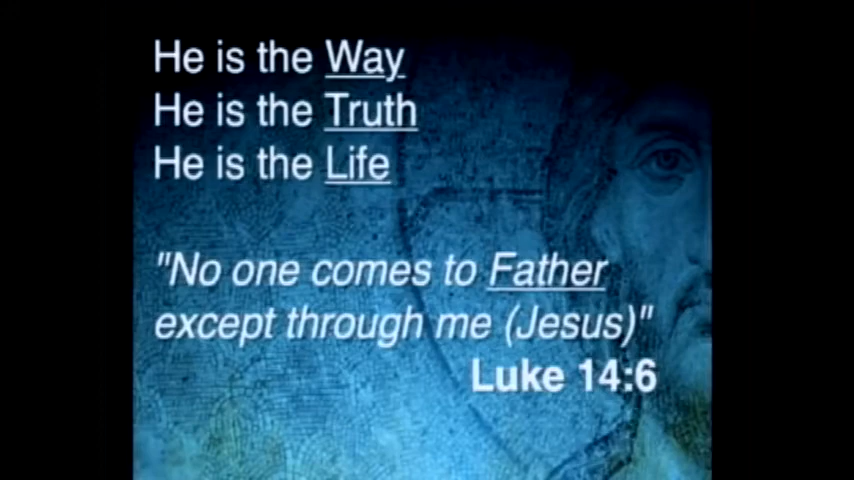 He is the Way
He is the Truth
He is the Life
"No one comes to Father
except through me (Jesus)"
Luke 14:6